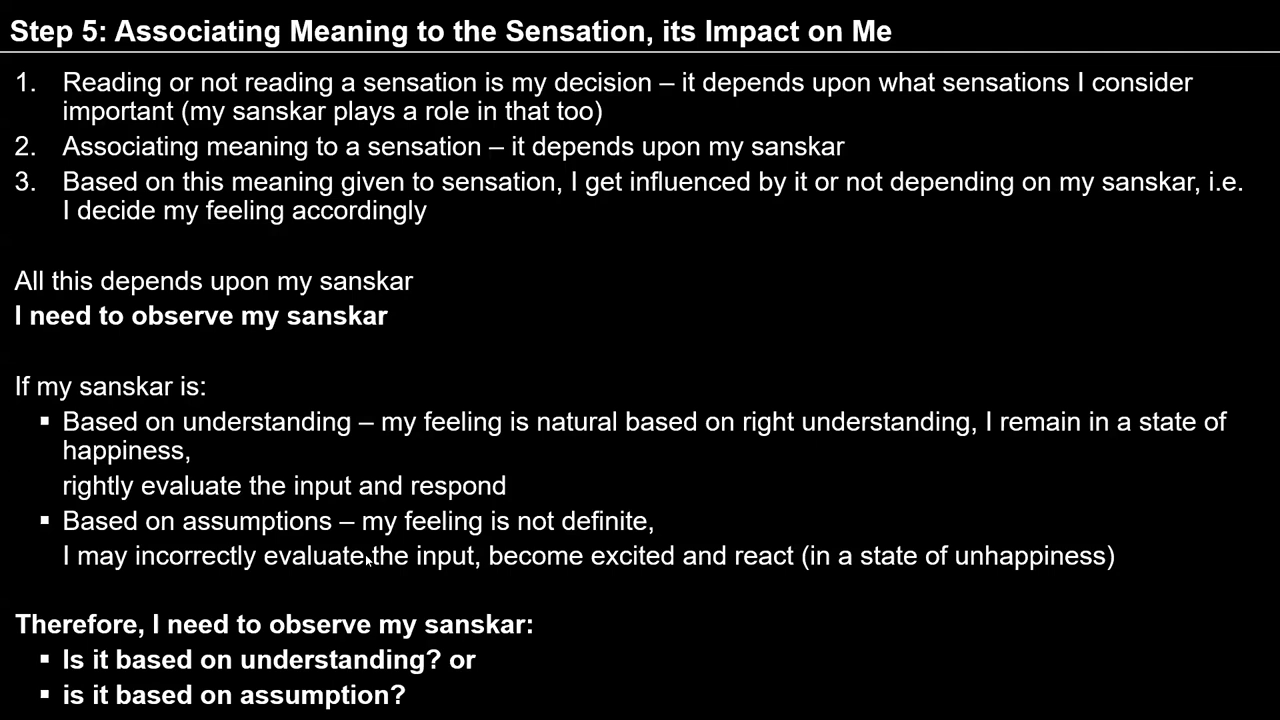 Step 5: Associating Meaning to the Sensation, its Impact on Me
1. Reading or not reading a sensation is my decision – it depends upon what sensations I consider
important (my sanskar plays a role in that too)
2. Associating meaning to a sensation – it depends upon my sanskar
3. Based on this meaning given to sensation, I get influenced by it or not depending on my sanskar, i.e.
I decide my feeling accordingly
All this depends upon my sanskar
I need to observe my sanskar
If my sanskar is:
▪ Based on understanding – my feeling is natural based on right understanding, I remain in a state of
happiness,
rightly evaluate the input and respond
▪ Based on assumptions – my feeling is not definite,
I may incorrectly evaluate the input, become excited and react (in a state of unhappiness)
Therefore, I need to observe my sanskar:
▪ Is it based on understanding? or
▪ is it based on assumption?